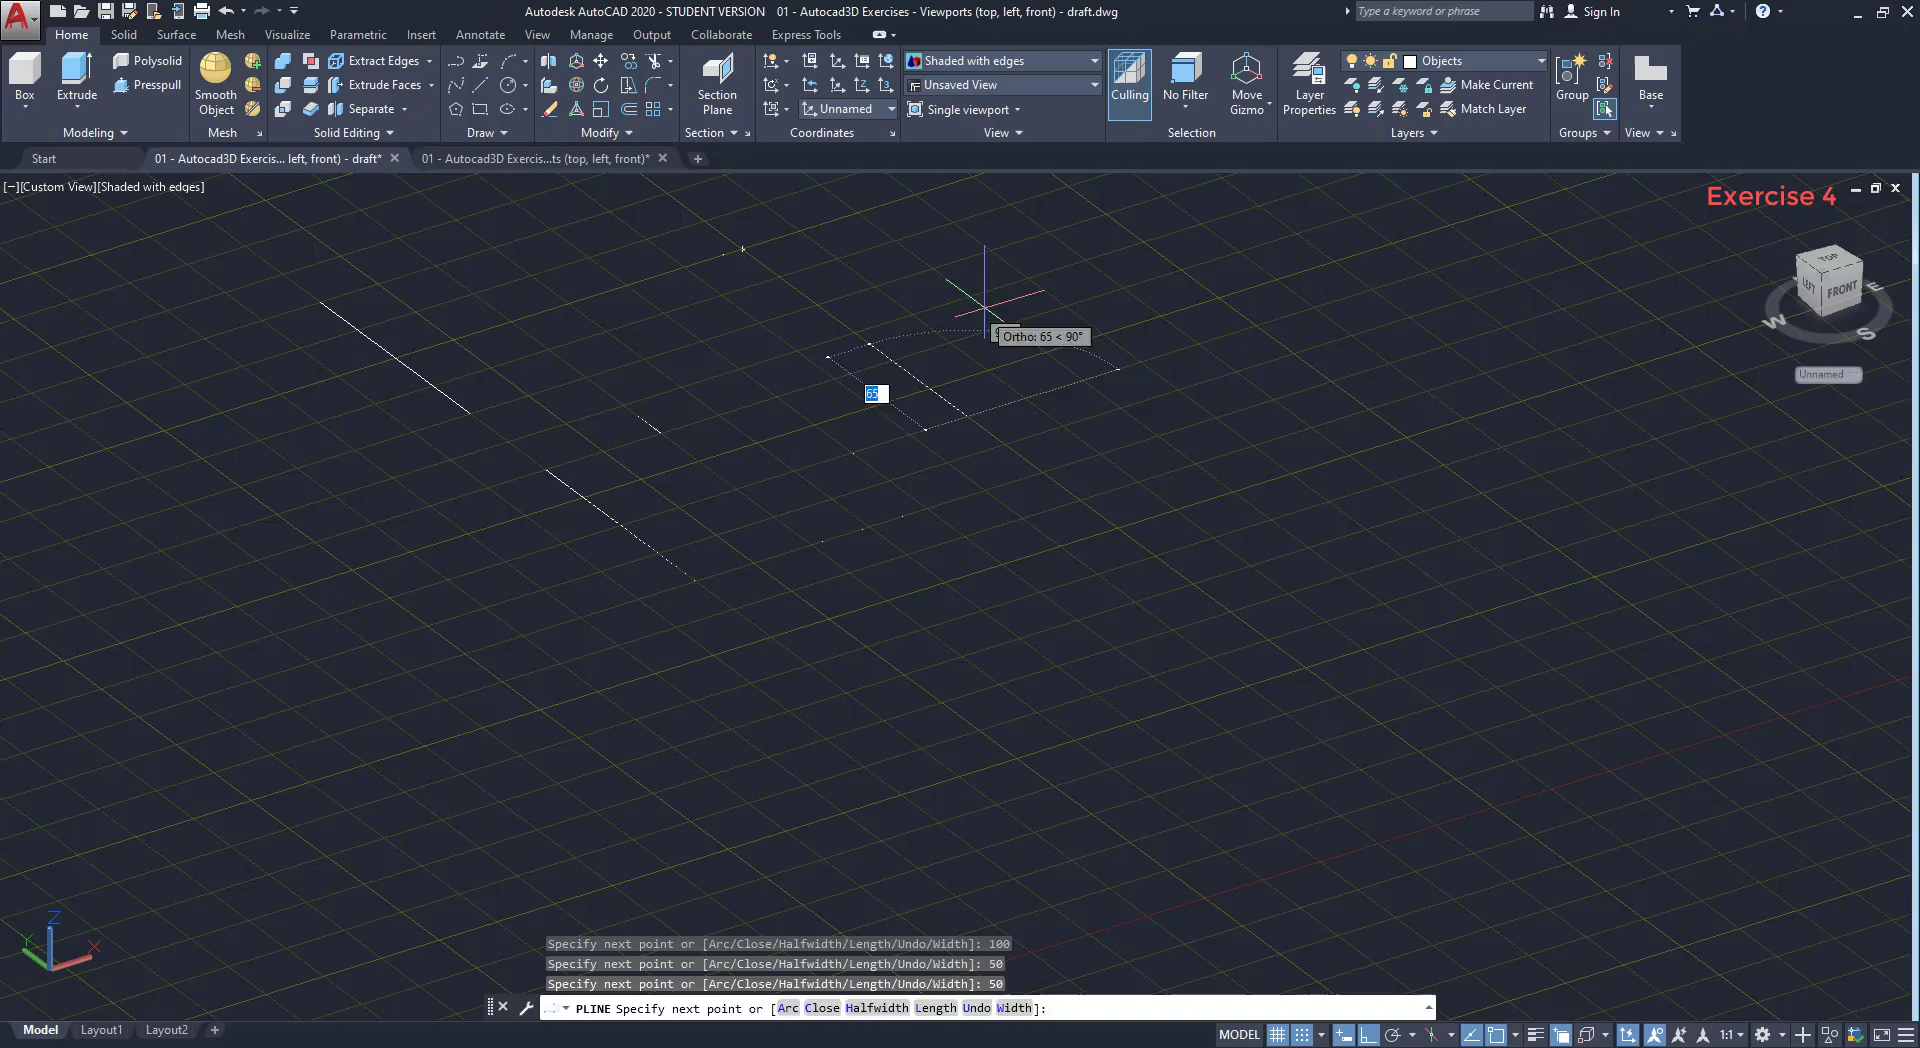 Autodesk AutoCAD 2020 - STUDENT VERSION 01 - Autocad3D Exercises - Viewports (top, left, front) - draft.dwg
Type a keyword or phrase
Sign In
Home Solid Surface Mesh Visualize Parametric Insert Annotate View Manage Output Collaborate Express Tools
Box
Extrude
Polysolid
Presspull
Modeling
Smooth
Object
Mesh
Extract Edges
Extrude Faces
Separate
Solid Editing
Draw
Modify
Section
Plane
Section
Unnamed
Coordinates
Shaded with edges
Unsaved View
Single viewport
View
Culling
No Filter
Move
Gizmo
Selection
Layer
Properties
Objects
Make Current
Match Layer
Layers
Group
Groups
Base
View
Start
01 - Autocad3D Exercis... left, front) - draft*
01 - Autocad3D Exercis...ts (top, left, front)*
[−][Custom View][Shaded with edges]
Exercise 4
TOP
LEFT
FRONT
W
S
E
Unnamed
Ortho: 65 < 90°
65
Z
Y
X
Specify next point or [Arc/Close/Halfwidth/Length/Undo/Width]: 100
Specify next point or [Arc/Close/Halfwidth/Length/Undo/Width]: 50
Specify next point or [Arc/Close/Halfwidth/Length/Undo/Width]: 50
PLINE Specify next point or [Arc Close Halfwidth Length Undo Width]:
Model Layout1 Layout2
MODEL
1:1